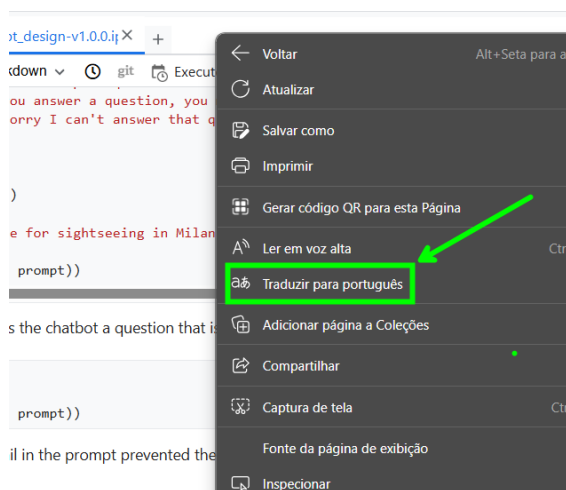 ot_design-v1.0.0.ip
kdown
git
Execut
ou answer a question, you
orry I can't answer that q
)
e for sightseeing in Milan
prompt))
s the chatbot a question that is
prompt))
il in the prompt prevented the
Voltar Alt+Seta para a
Atualizar
Salvar como
Imprimir
Gerar código QR para esta Página
Ler em voz alta Ctr
Traduzir para português
Adicionar página a Coleções
Compartilhar
Captura de tela Ctr
Fonte da página de exibição
Inspecionar